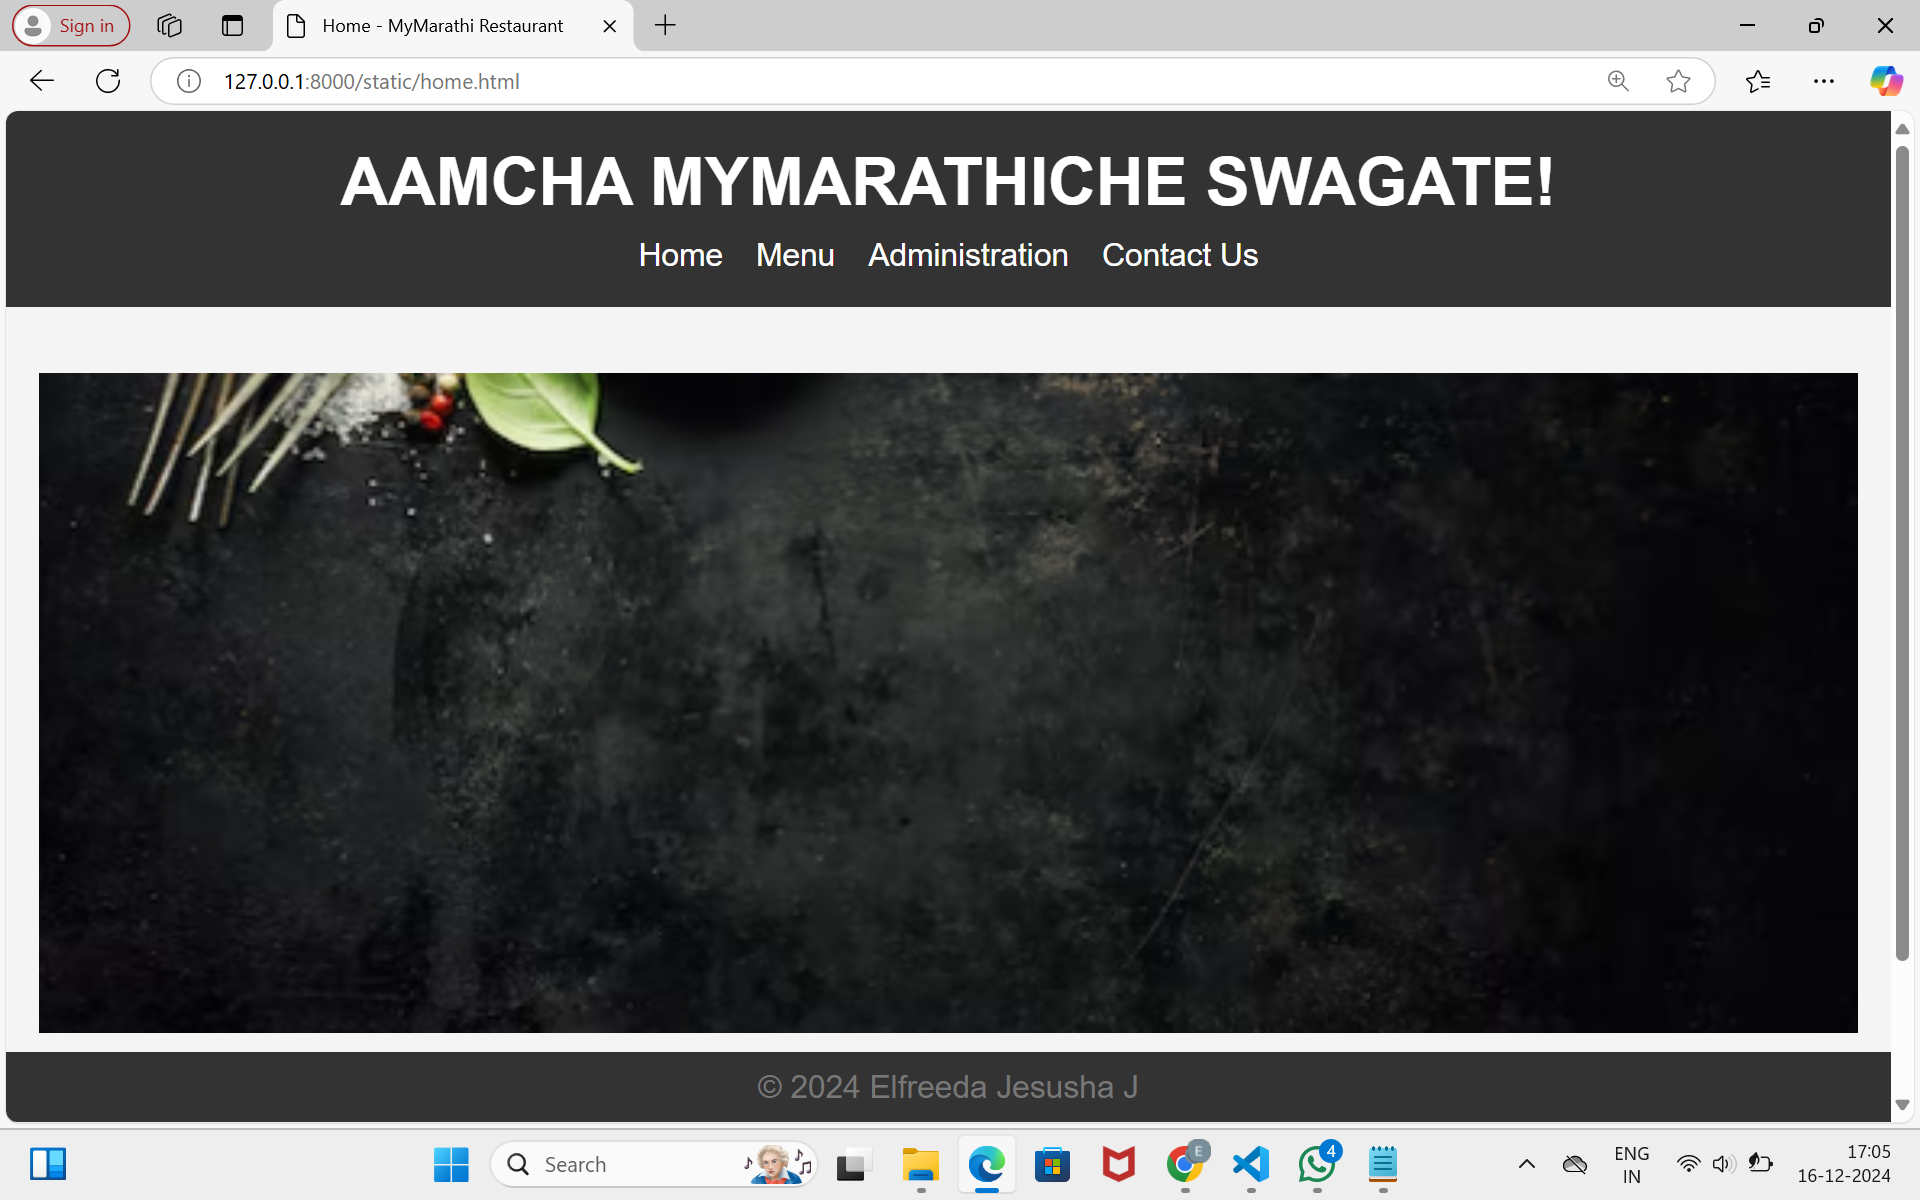 Sign in
Home - MyMarathi Restaurant
127.0.0.1:8000/static/home.html
AAMCHA MYMARATHICHE SWAGATE!
Home Menu Administration Contact Us
© 2024 Elfreeda Jesusha J
Search
E
4
ENG
IN
17:05
16-12-2024